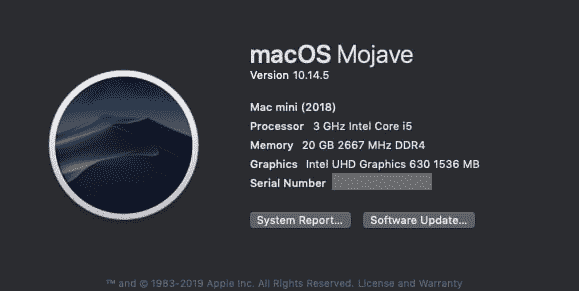 macOS Mojave
Version 10.14.5
Mac mini (2018)
Processor 3 GHz Intel Core i5
Memory 20 GB 2667 MHz DDR4
Graphics Intel UHD Graphics 630 1536 MB
Serial Number
System Report... Software Update...
™ and © 1983-2019 Apple Inc. All Rights Reserved. License and Warranty